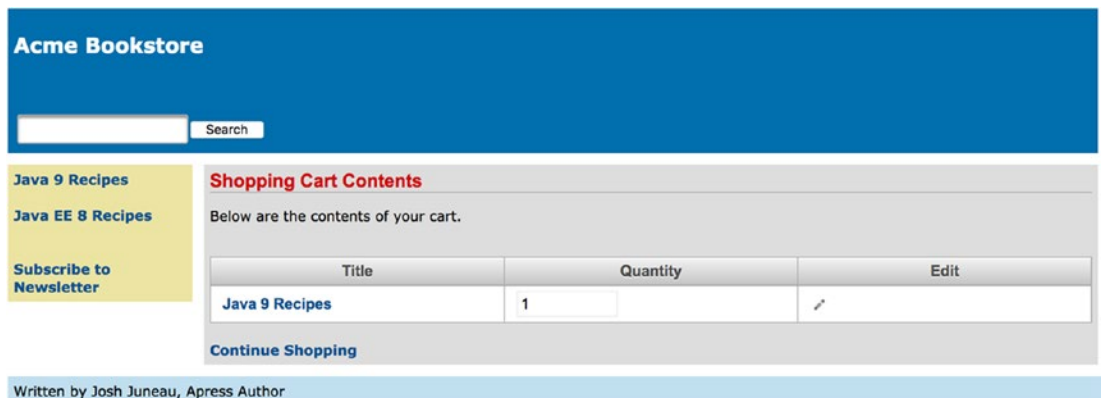 Acme Bookstore
Search
Java 9 Recipes
Java EE 8 Recipes
Subscribe to
Newsletter
Shopping Cart Contents
Below are the contents of your cart.
Title Quantity Edit
Java 9 Recipes 1
Continue Shopping
Written by Josh Juneau, Apress Author